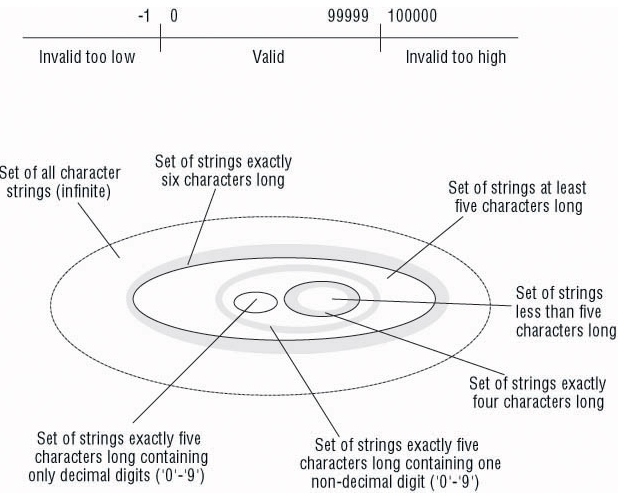 -1 0 99999 100000
Invalid too low Valid Invalid too high
Set of all character
strings (infinite)
Set of strings exactly
six characters long
Set of strings at least
five characters long
Set of strings
less than five
characters long
Set of strings exactly
four characters long
Set of strings exactly five
characters long containing
only decimal digits ('0'-'9')
Set of strings exactly five
characters long containing one
non-decimal digit ('0'-'9')